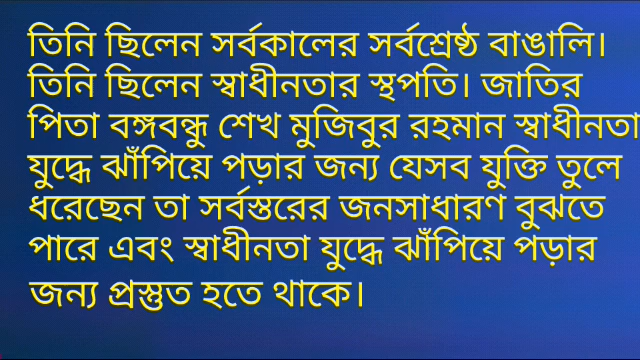 তিনি ছিলেন সর্বকালের সর্বশ্রেষ্ঠ বাঙালি।
তিনি ছিলেন স্বাধীনতার স্থপতি। জাতির
পিতা বঙ্গবন্ধু শেখ মুজিবুর রহমান স্বাধীনতা
যুদ্ধে ঝাঁপিয়ে পড়ার জন্য যেসব যুক্তি তুলে
ধরেছেন তা সর্বস্তরের জনসাধারণ বুঝতে
পারে এবং স্বাধীনতা যুদ্ধে ঝাঁপিয়ে পড়ার
জন্য প্রস্তুত হতে থাকে।